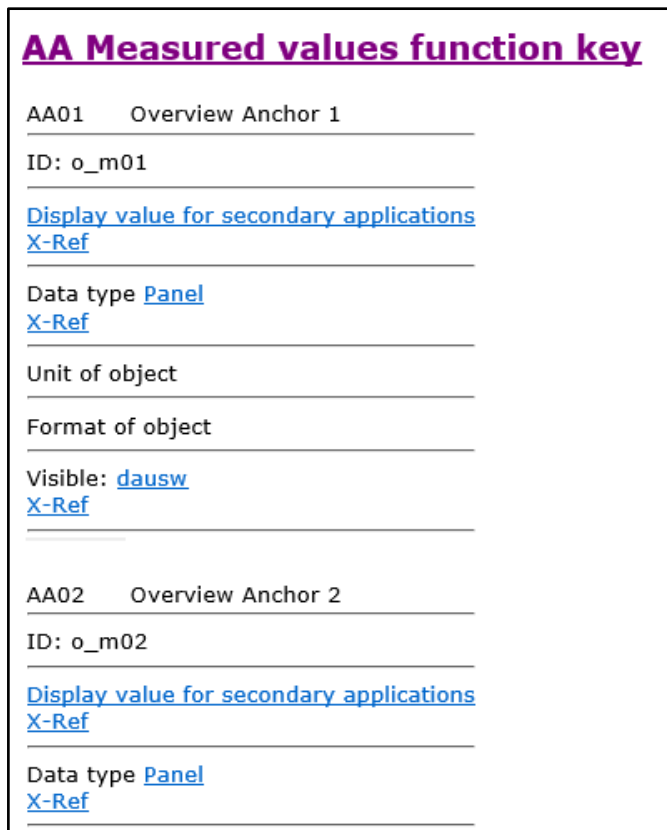 AA Measured values function key
AA01 Overview Anchor 1
ID: o_m01
Display value for secondary applications
X-Ref
Data type Panel
X-Ref
Unit of object
Format of object
Visible: dausw
X-Ref
AA02 Overview Anchor 2
ID: o_m02
Display value for secondary applications
X-Ref
Data type Panel
X-Ref